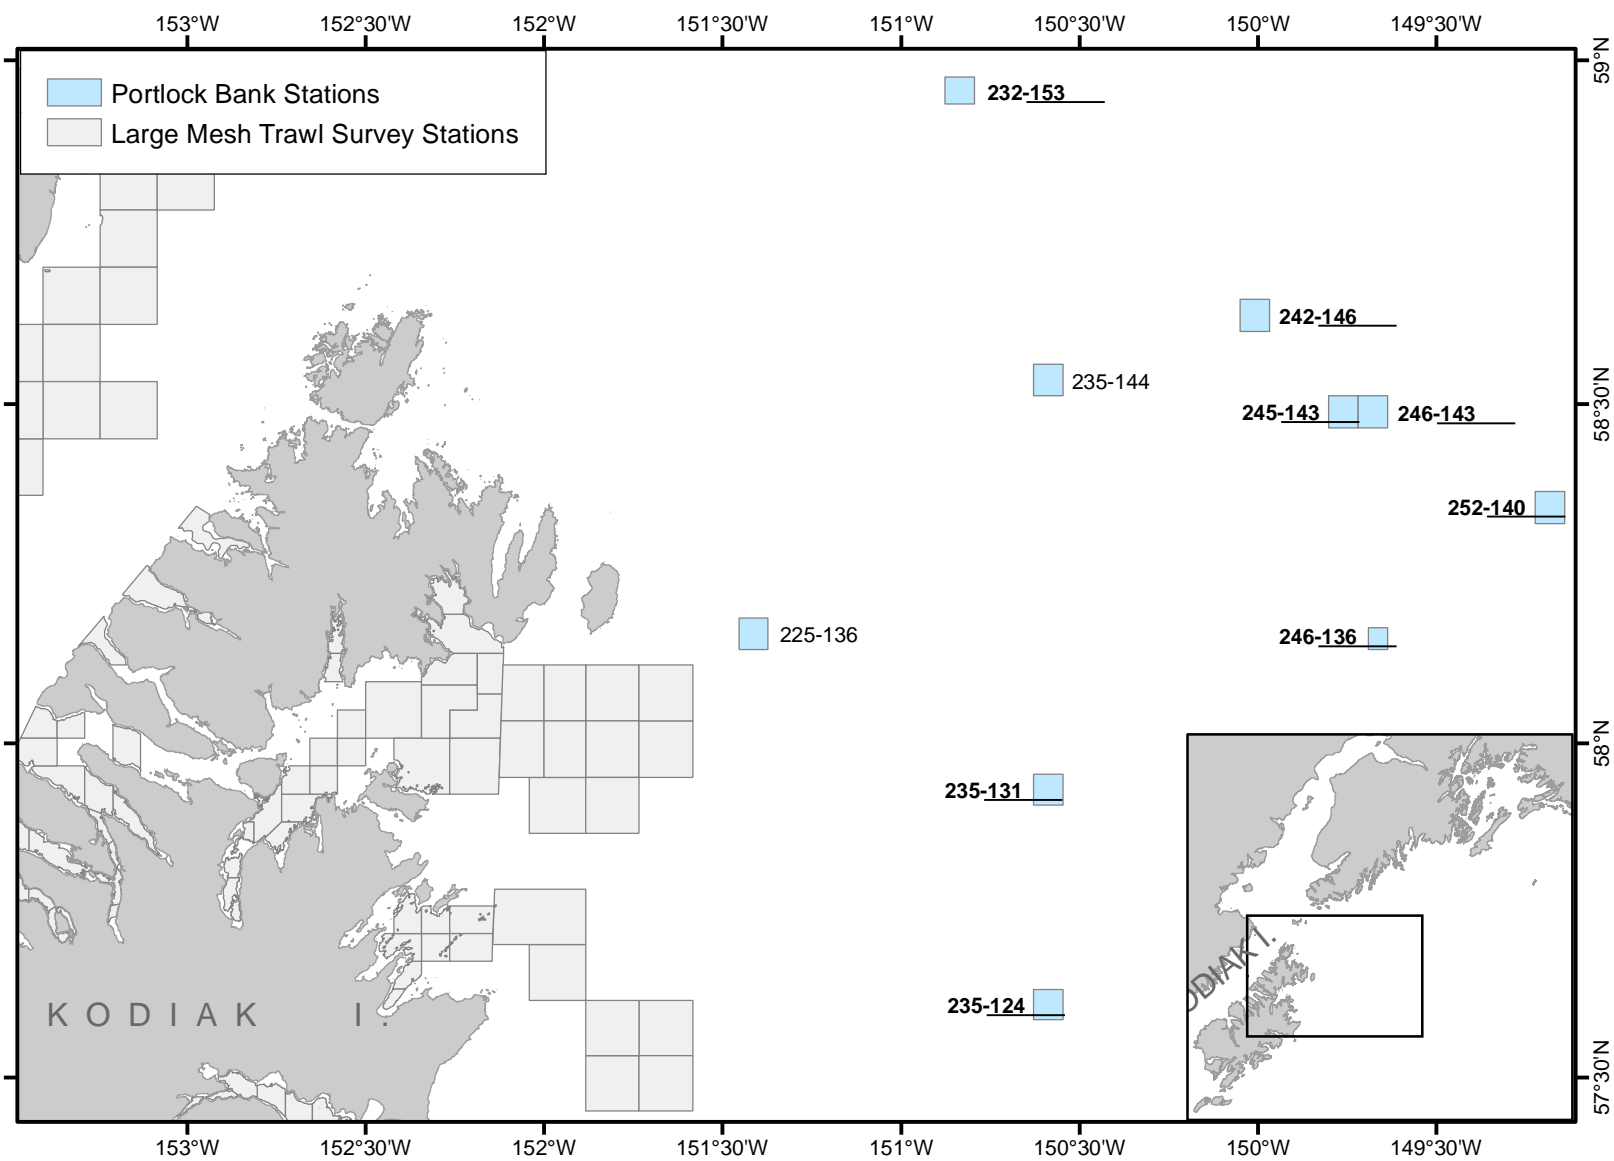 153°W 152°30'W 152°W 151°30'W 151°W 150°30'W 150°W 149°30'W
59°N
Portlock Bank Stations
Large Mesh Trawl Survey Stations
232-153
242-146
235-144
58°30'N
245-143 246-143
252-140
225-136
246-136
58°N
235-131
KODIAK I.
235-124
KODIAK I.
57°30'N
153°W 152°30'W 152°W 151°30'W 151°W 150°30'W 150°W 149°30'W